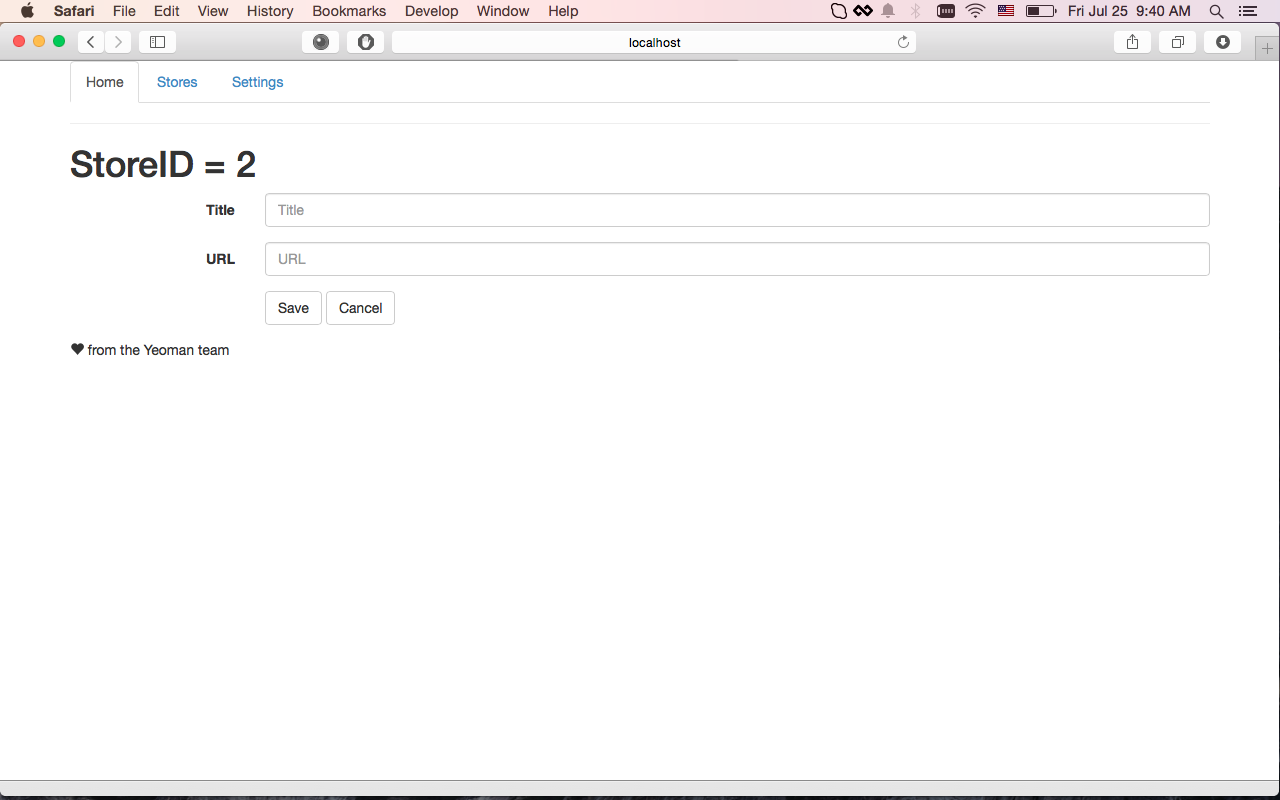 Safari File Edit View History Bookmarks Develop Window Help Fri Jul 25 9:40 AM
localhost
Home Stores Settings
StoreID = 2
Title Title
URL URL
Save Cancel
from the Yeoman team